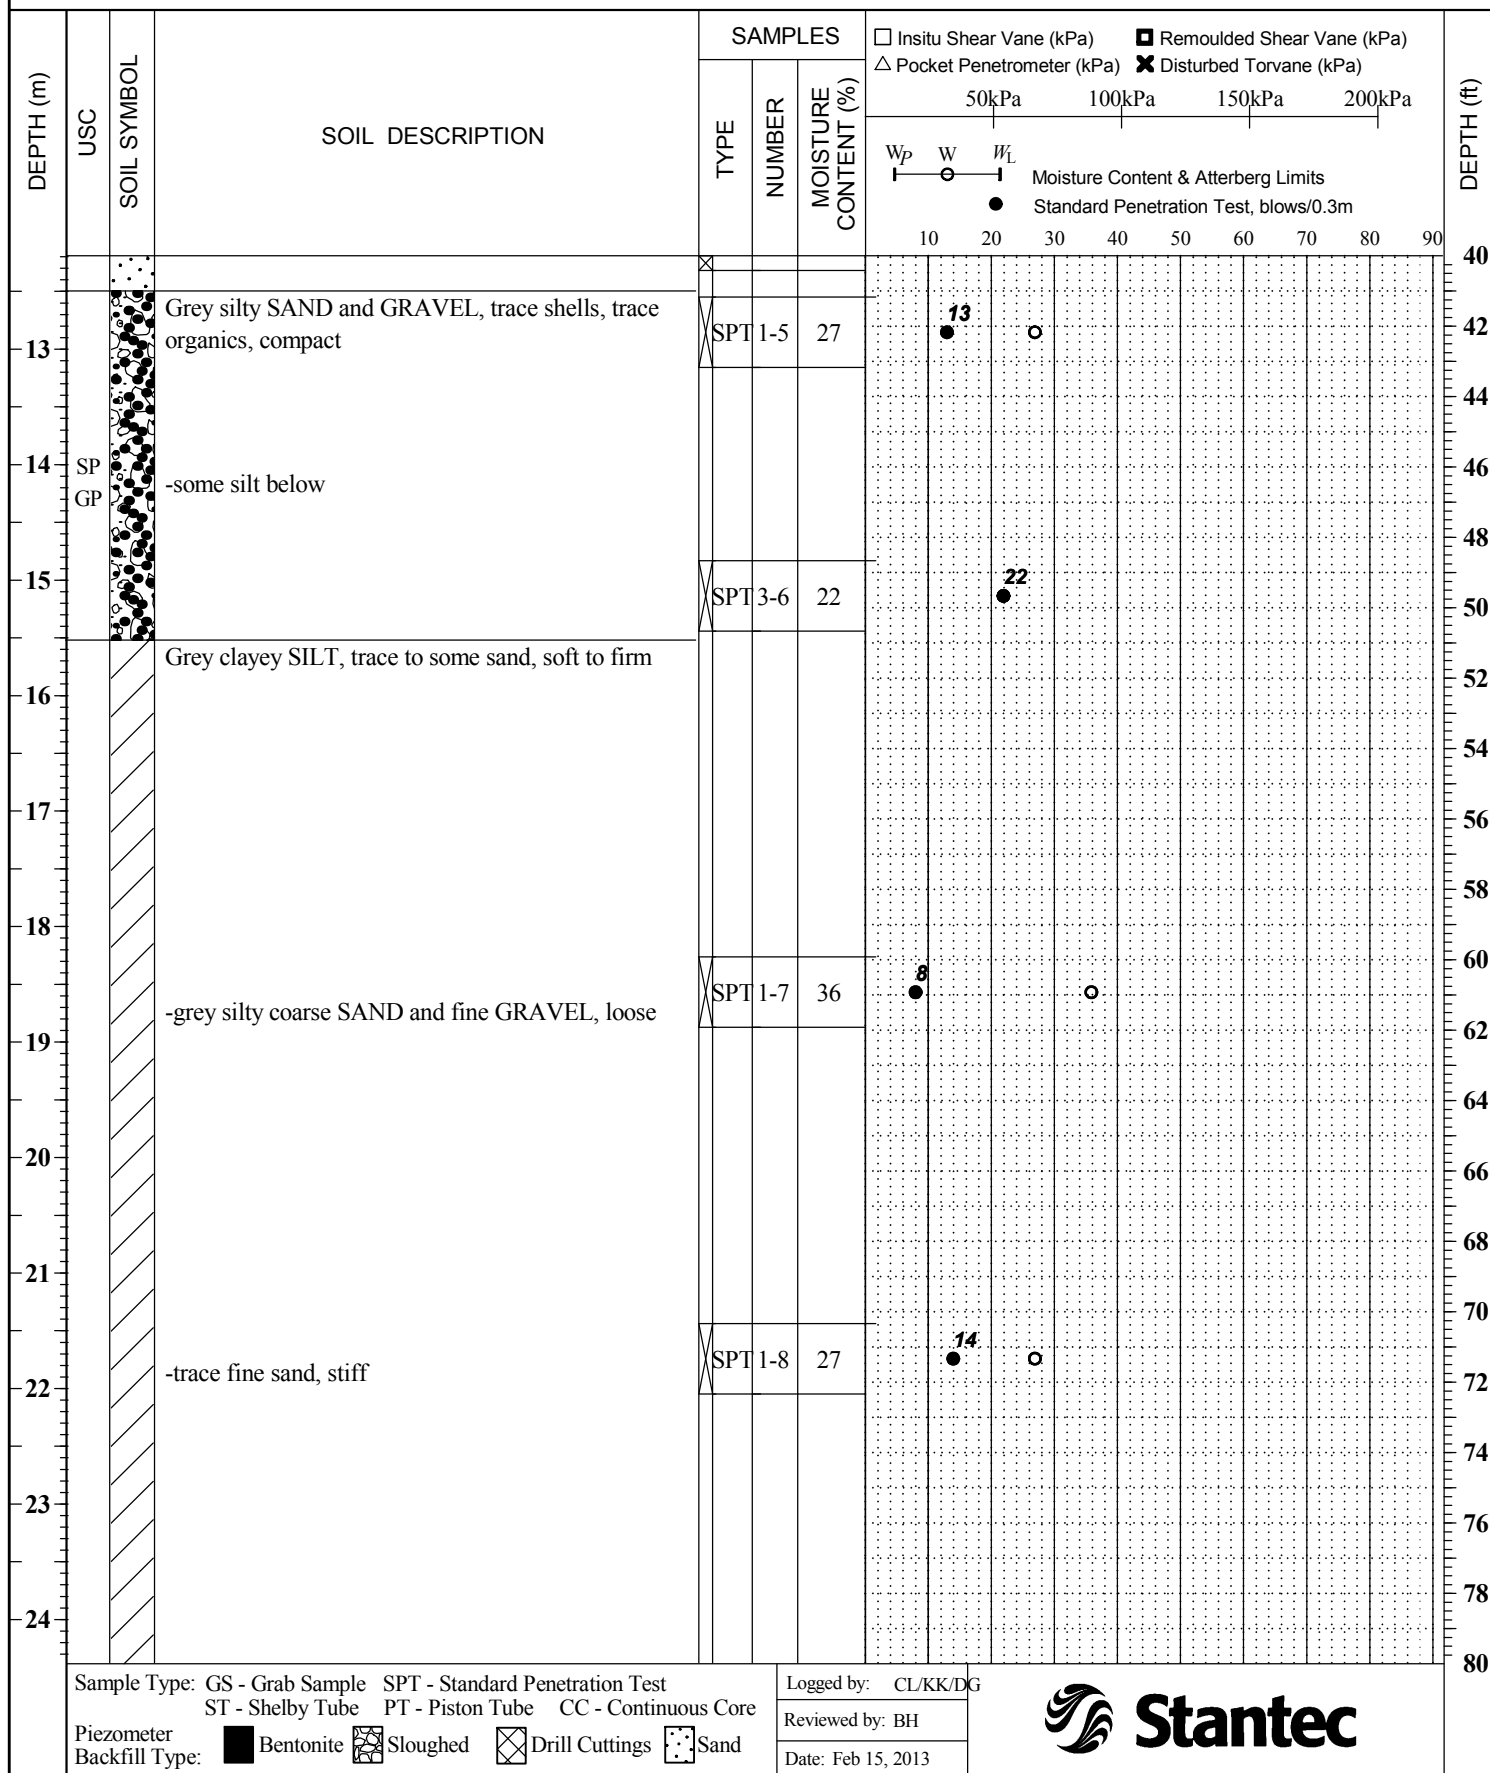 DEPTH (m)
USC
SOIL SYMBOL
SOIL DESCRIPTION
SAMPLES
TYPE
NUMBER
MOISTURE
CONTENT (%)
Insitu Shear Vane (kPa) Remoulded Shear Vane (kPa)
Pocket Penetrometer (kPa) Disturbed Torvane (kPa)
50kPa 100kPa 150kPa 200kPa
WP W WL
Moisture Content & Atterberg Limits
Standard Penetration Test, blows/0.3m
10 20 30 40 50 60 70 80 90
DEPTH (ft)
40
Grey silty SAND and GRAVEL, trace shells, trace
organics, compact
SPT 1-5 27
13
42
13
44
14
SP
GP
-some silt below
46
48
15
SPT 3-6 22
22
50
Grey clayey SILT, trace to some sand, soft to firm
52
16
54
17
56
58
18
60
SPT 1-7 36
8
-grey silty coarse SAND and fine GRAVEL, loose
62
19
64
20
66
68
21
70
SPT 1-8 27
14
-trace fine sand, stiff
22
72
74
23
76
78
24
80
Sample Type: GS - Grab Sample SPT - Standard Penetration Test
ST - Shelby Tube PT - Piston Tube CC - Continuous Core
Piezometer
Backfill Type: Bentonite Sloughed Drill Cuttings Sand
Logged by: CL/KK/DG
Reviewed by: BH
Date: Feb 15, 2013
Stantec